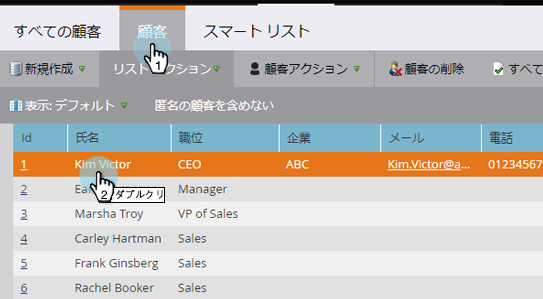 すべての顧客 顧客 スマート リスト
1
新規作成 リスト アクション 顧客アクション 顧客の削除 すべて
表示: デフォルト 匿名の顧客を含めない
Id 氏名 職位 企業 メール 電話
1 Kim Victor CEO ABC Kim.Victor@a... 01234567
2 Manager
2 ダブルクリ
3 Marsha Troy VP of Sales
4 Carley Hartman Sales
5 Frank Ginsberg Sales
6 Rachel Booker Sales